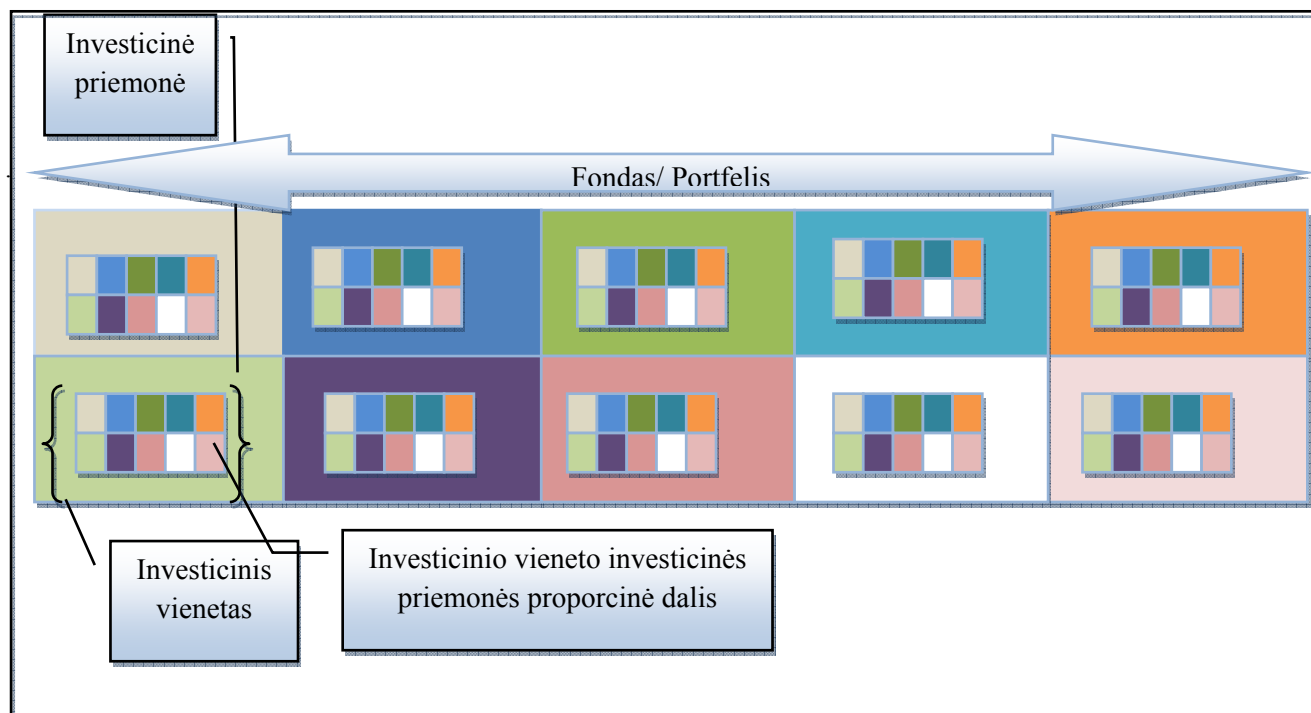 Investicinė
priemonė
Fondas/ Portfelis
Investicinis
vienetas
Investicinio vieneto investicinės
priemonės proporcinė dalis